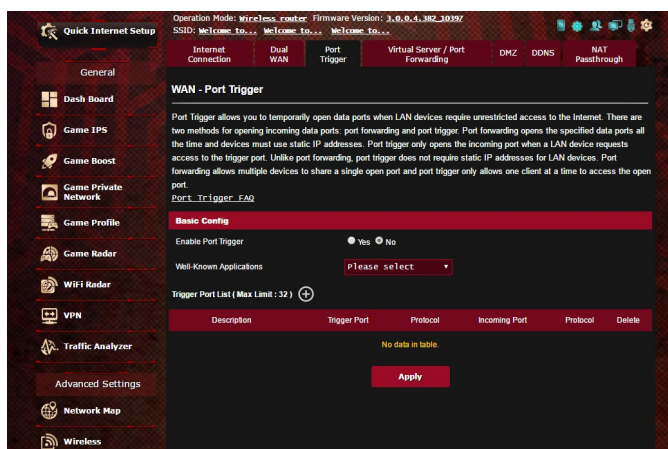 Quick Internet Setup
Operation Mode: Wireless router Firmware Version: 3.0.0.4.382_10397
SSID: Welcome to... Welcome to... Welcome to...
Internet Connection
Dual WAN
Port Trigger
Virtual Server / Port Forwarding
DMZ
DDNS
NAT Passthrough
General
Dash Board
Game IPS
Game Boost
Game Private Network
Game Profile
Game Radar
WiFi Radar
VPN
Traffic Analyzer
Advanced Settings
Network Map
Wireless
WAN - Port Trigger
Port Trigger allows you to temporarily open data ports when LAN devices require unrestricted access to the Internet. There are
two methods for opening incoming data ports: port forwarding and port trigger. Port forwarding opens the specified data ports all
the time and devices must use static IP addresses. Port trigger only opens the incoming port when a LAN device requests
access to the trigger port. Unlike port forwarding, port trigger does not require static IP addresses for LAN devices. Port
forwarding allows multiple devices to share a single open port and port trigger only allows one client at a time to access the open
port.
Port Trigger FAQ
Basic Config
Enable Port Trigger Yes No
Well-Known Applications Please select
Trigger Port List ( Max Limit : 32 )
Description Trigger Port Protocol Incoming Port Protocol Delete
No data in table.
Apply